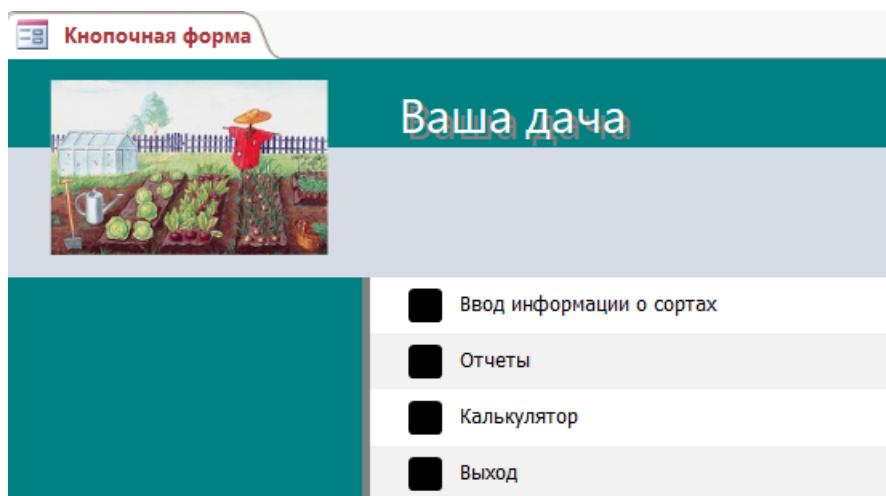 Кнопочная форма
Ваша дача
Ввод информации о сортах
Отчеты
Калькулятор
Выход